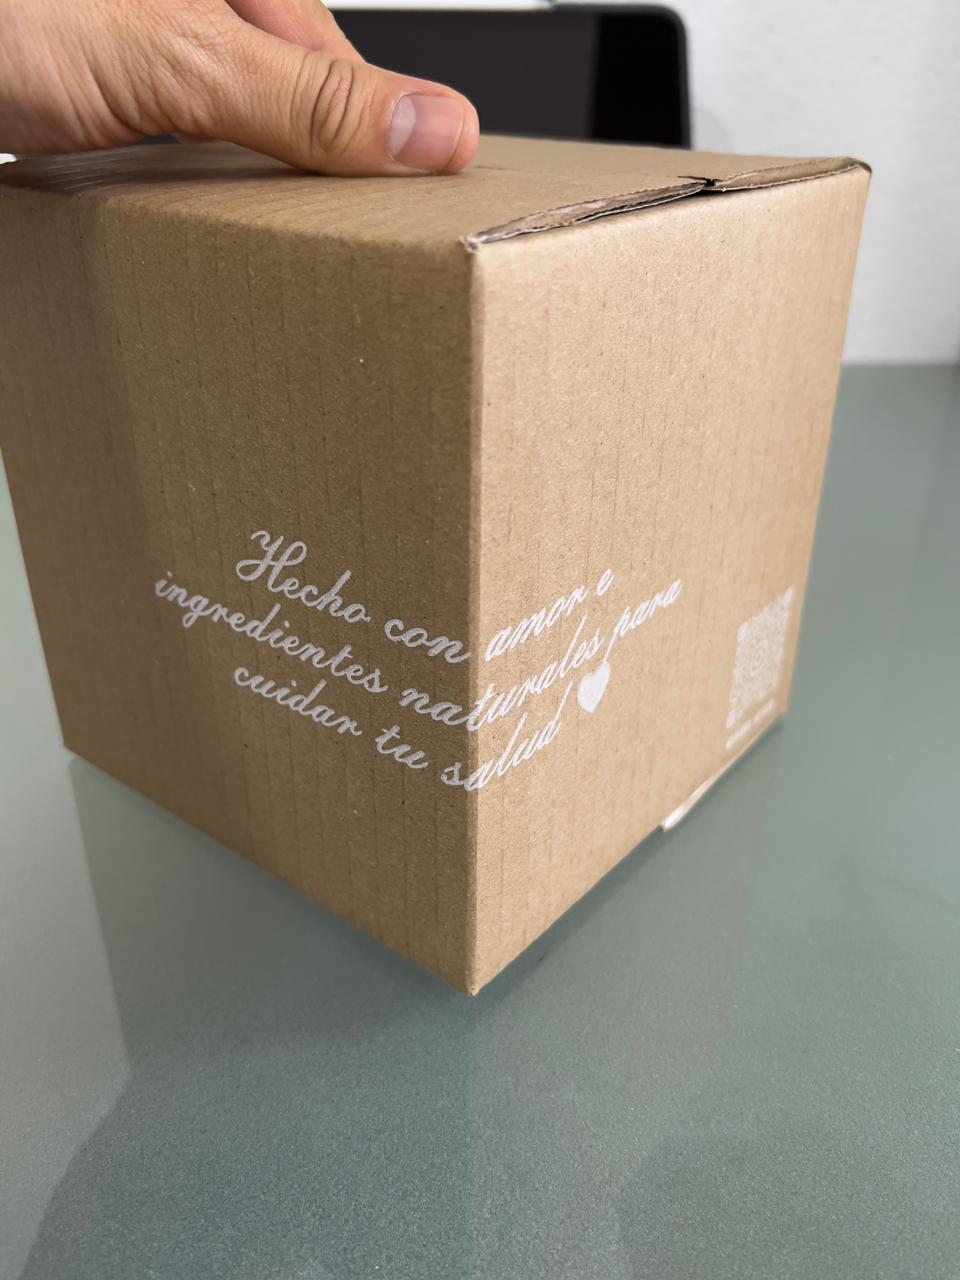 Hecho con amor e
ingredientes naturales para
cuidar tu salud